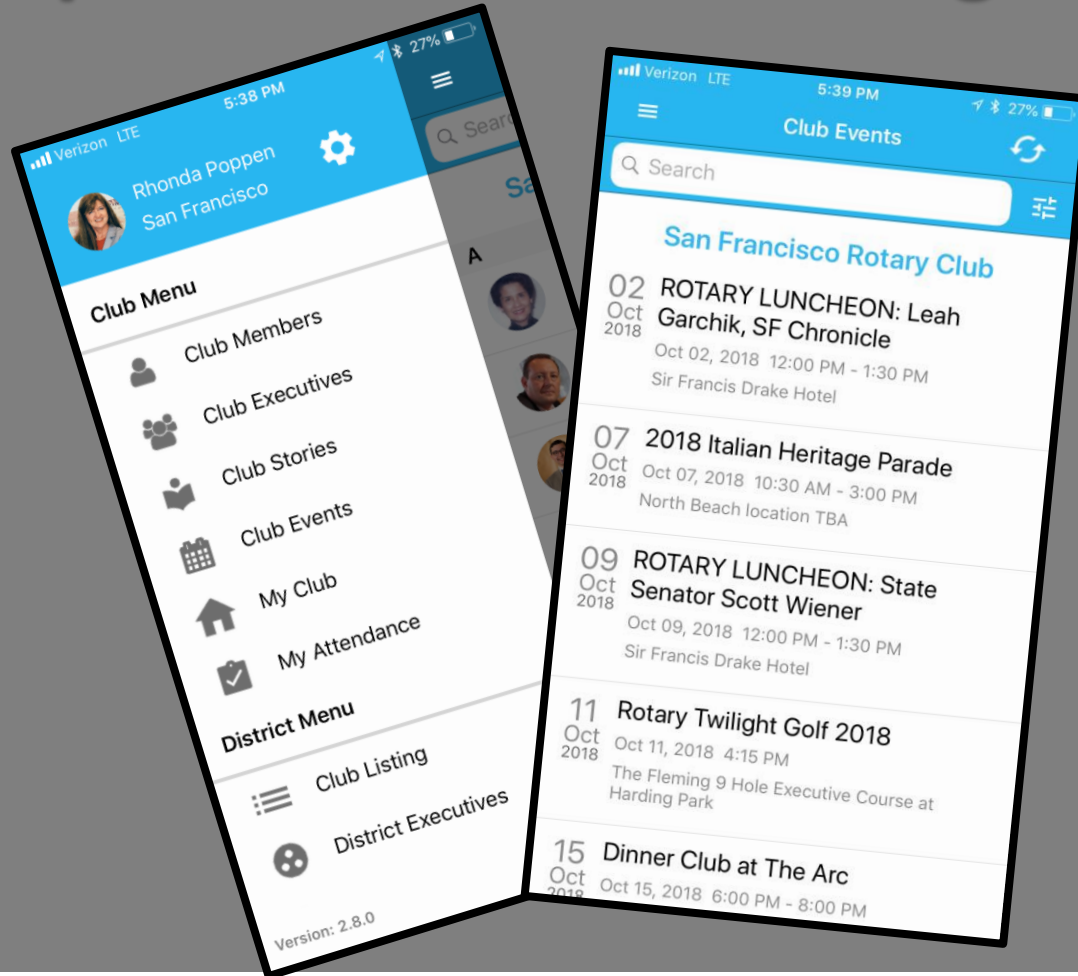 Verizon LTE
5:38 PM
27%
Rhonda Poppen
San Francisco
Club Menu
Club Members
Club Executives
Club Stories
Club Events
My Club
My Attendance
District Menu
Club Listing
District Executives
Version: 2.8.0
Sear
Sa
A
Verizon LTE
5:39 PM
27%
Club Events
Search
San Francisco Rotary Club
02
Oct
2018
ROTARY LUNCHEON: Leah
Garchik, SF Chronicle
Oct 02, 2018 12:00 PM - 1:30 PM
Sir Francis Drake Hotel
07
Oct
2018
2018 Italian Heritage Parade
Oct 07, 2018 10:30 AM - 3:00 PM
North Beach location TBA
09
Oct
2018
ROTARY LUNCHEON: State
Senator Scott Wiener
Oct 09, 2018 12:00 PM - 1:30 PM
Sir Francis Drake Hotel
11
Oct
2018
Rotary Twilight Golf 2018
Oct 11, 2018 4:15 PM
The Fleming 9 Hole Executive Course at
Harding Park
15
Oct
2018
Dinner Club at The Arc
Oct 15, 2018 6:00 PM - 8:00 PM